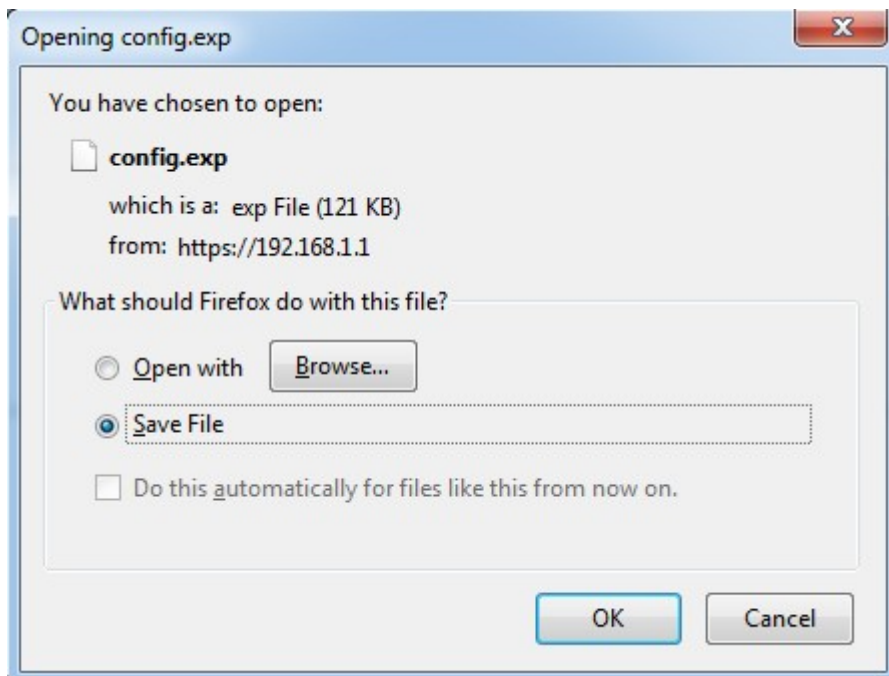 Opening config.exp
You have chosen to open:
config.exp
which is a: exp File (121 KB)
from: https://192.168.1.1
What should Firefox do with this file?
Open with Browse...
Save File
Do this automatically for files like this from now on.
OK Cancel